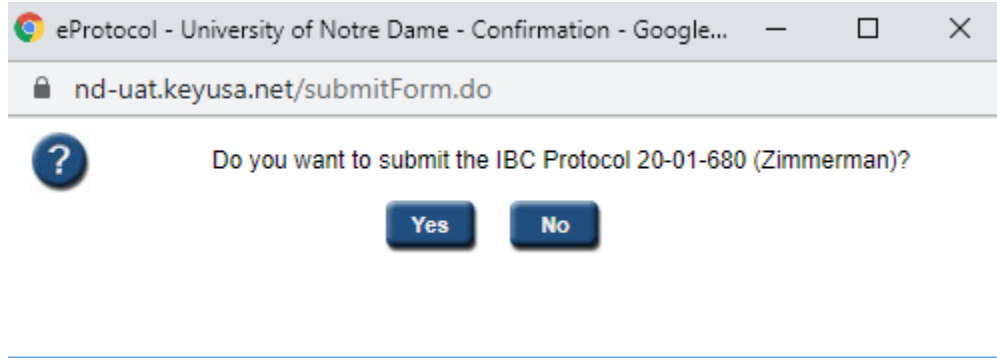 eProtocol - University of Notre Dame - Confirmation - Google...
nd-uat.keyusa.net/submitForm.do
? Do you want to submit the IBC Protocol 20-01-680 (Zimmerman)?
Yes No